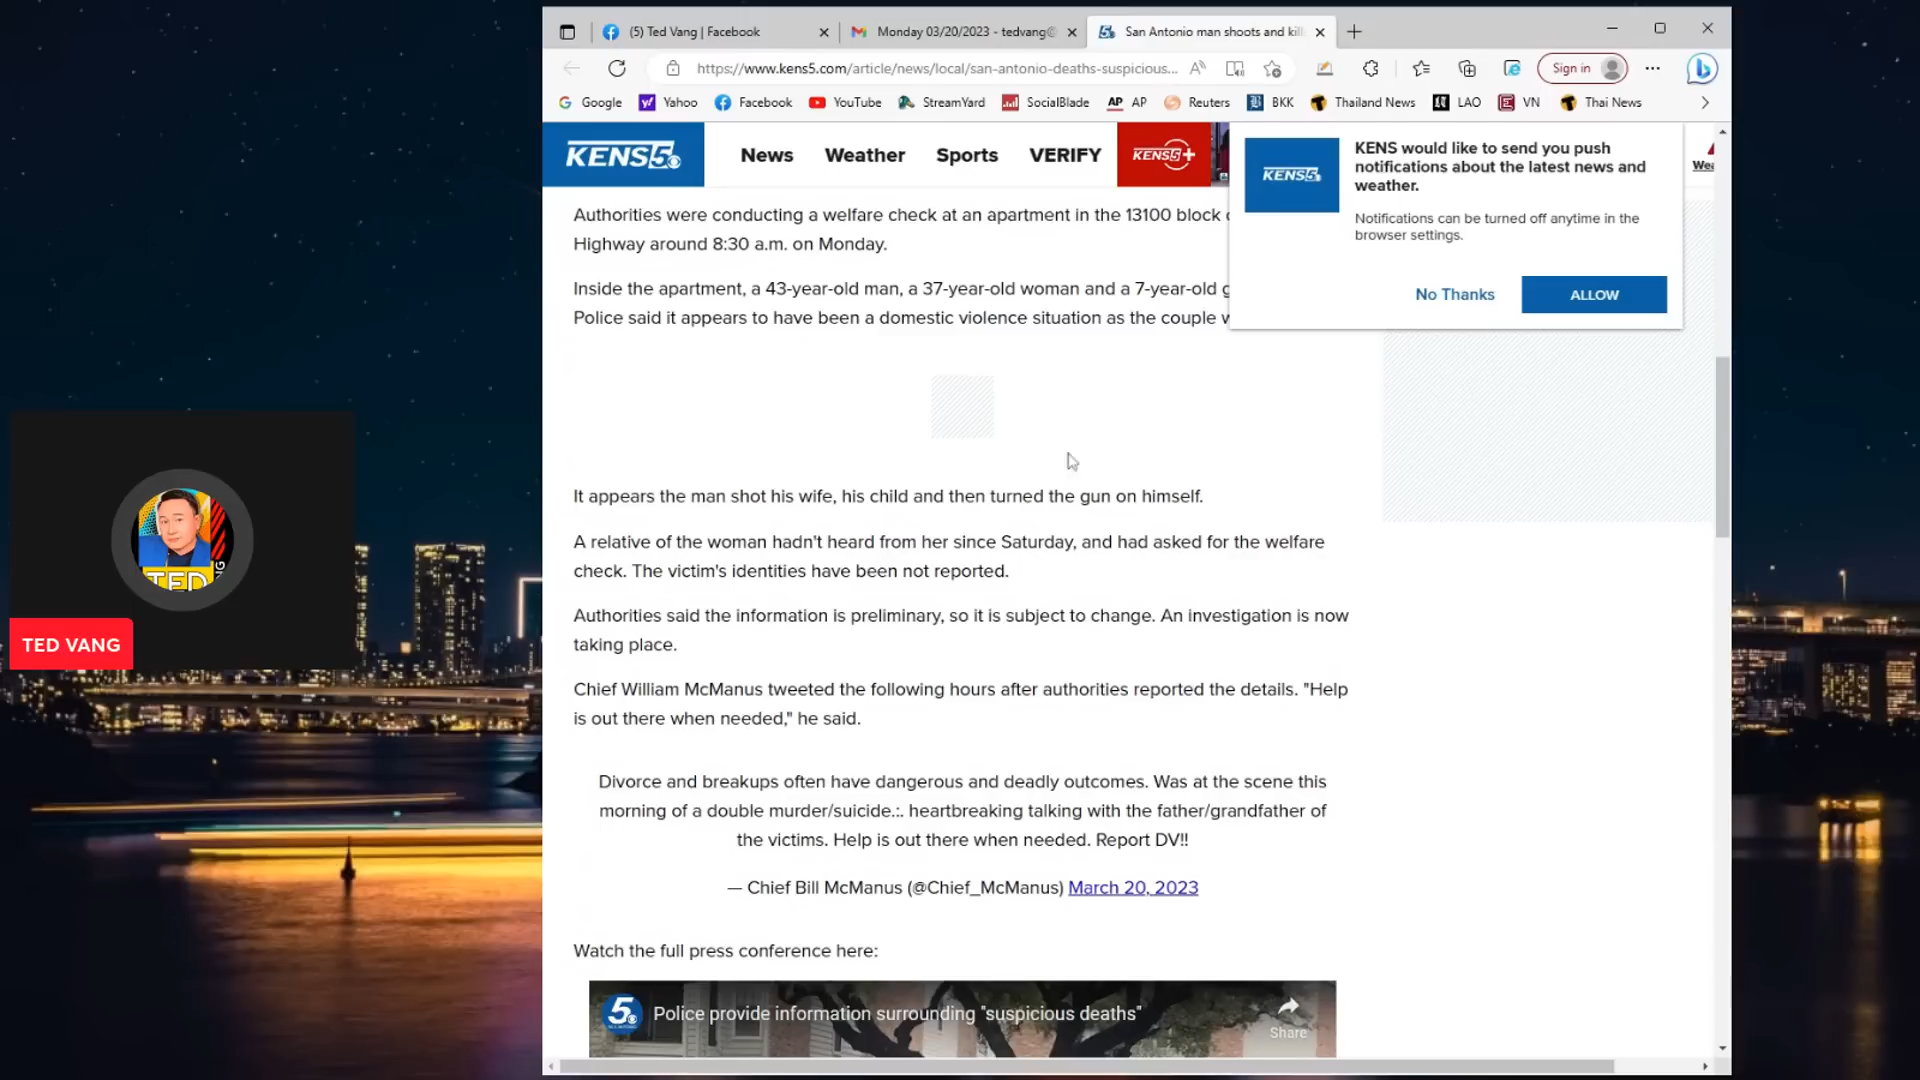 (5) Ted Vang | Facebook
Monday 03/20/2023 - tedvang@
San Antonio man shoots and kill
https://www.kens5.com/article/news/local/san-antonio-deaths-suspicious...
Sign in
Google
Yahoo
Facebook
YouTube
StreamYard
SocialBlade
AP AP
Reuters
BKK
Thailand News
LAO
VN
Thai News
KENS5
News
Weather
Sports
VERIFY
KENS5+
KENS5
KENS would like to send you push
notifications about the latest news and
weather.
Notifications can be turned off anytime in the
browser settings.
No Thanks
ALLOW
Authorities were conducting a welfare check at an apartment in the 13100 block
Highway around 8:30 a.m. on Monday.
Inside the apartment, a 43-year-old man, a 37-year-old woman and a 7-year-old
Police said it appears to have been a domestic violence situation as the couple
It appears the man shot his wife, his child and then turned the gun on himself.
A relative of the woman hadn't heard from her since Saturday, and had asked for the welfare
check. The victim's identities have been not reported.
Authorities said the information is preliminary, so it is subject to change. An investigation is now
taking place.
Chief William McManus tweeted the following hours after authorities reported the details. "Help
is out there when needed," he said.
Divorce and breakups often have dangerous and deadly outcomes. Was at the scene this
morning of a double murder/suicide.:. heartbreaking talking with the father/grandfather of
the victims. Help is out there when needed. Report DV!!
— Chief Bill McManus (@Chief_McManus) March 20, 2023
Watch the full press conference here:
5 Police provide information surrounding "suspicious deaths"
Share
TED
TED VANG